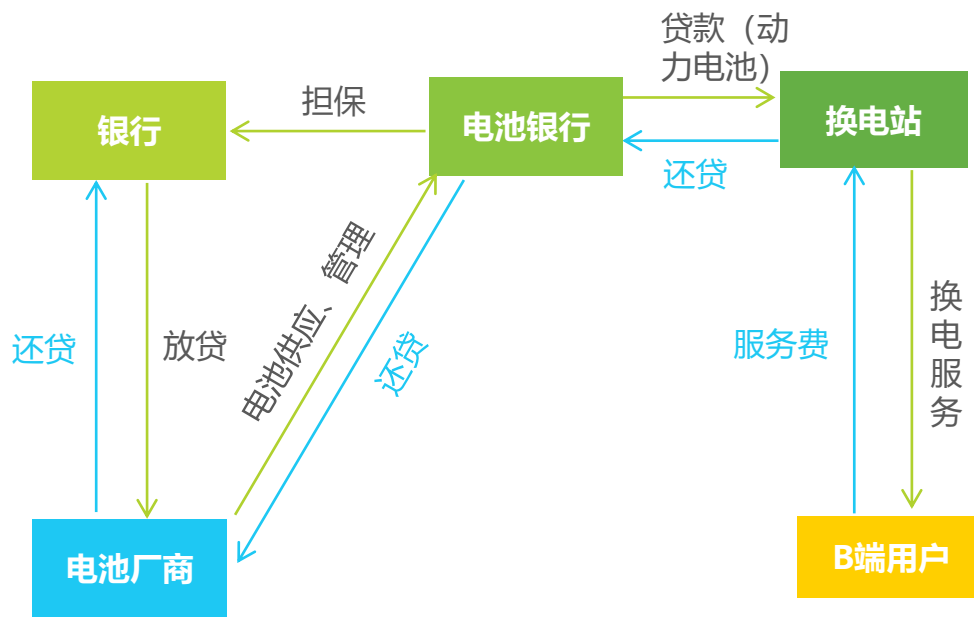 贷款（动
力电池）
担保
银行
电池银行
换电站
还贷
电池供应、管理
还贷
放贷
还贷
服务费
换
电
服
务
电池厂商
B端用户